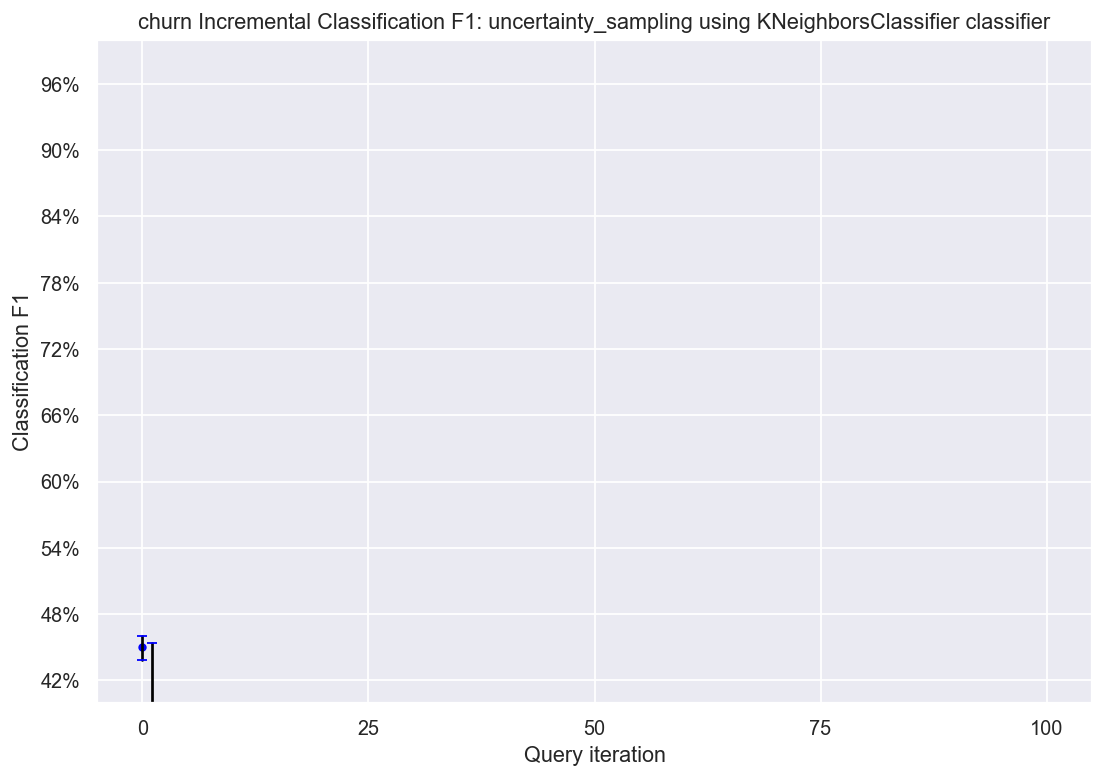 churn Incremental Classification F1: uncertainty_sampling using KNeighborsClassifier classifier
96%
90%
84%
78%
72%
66%
60%
54%
48%
42%
Classification F1
0 25 50 75 100
Query iteration